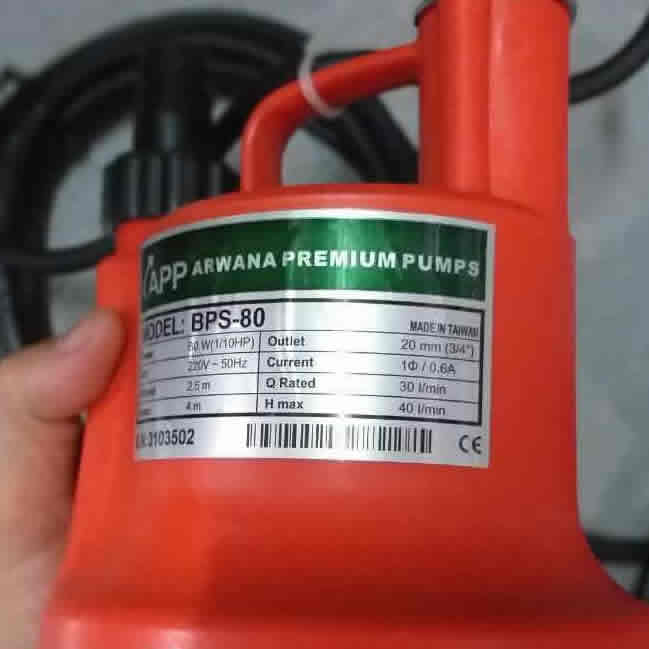 APP ARWANA PREMIUM PUMPS
MODEL: BPS-80
MADE IN TAIWAN
80 W(1/10HP) Outlet 20 mm (3/4")
220V ~ 50Hz Current 1Φ / 0.6A
2.5 m Q Rated 30 l/min
4 m H max 40 l/min
3103502 CE